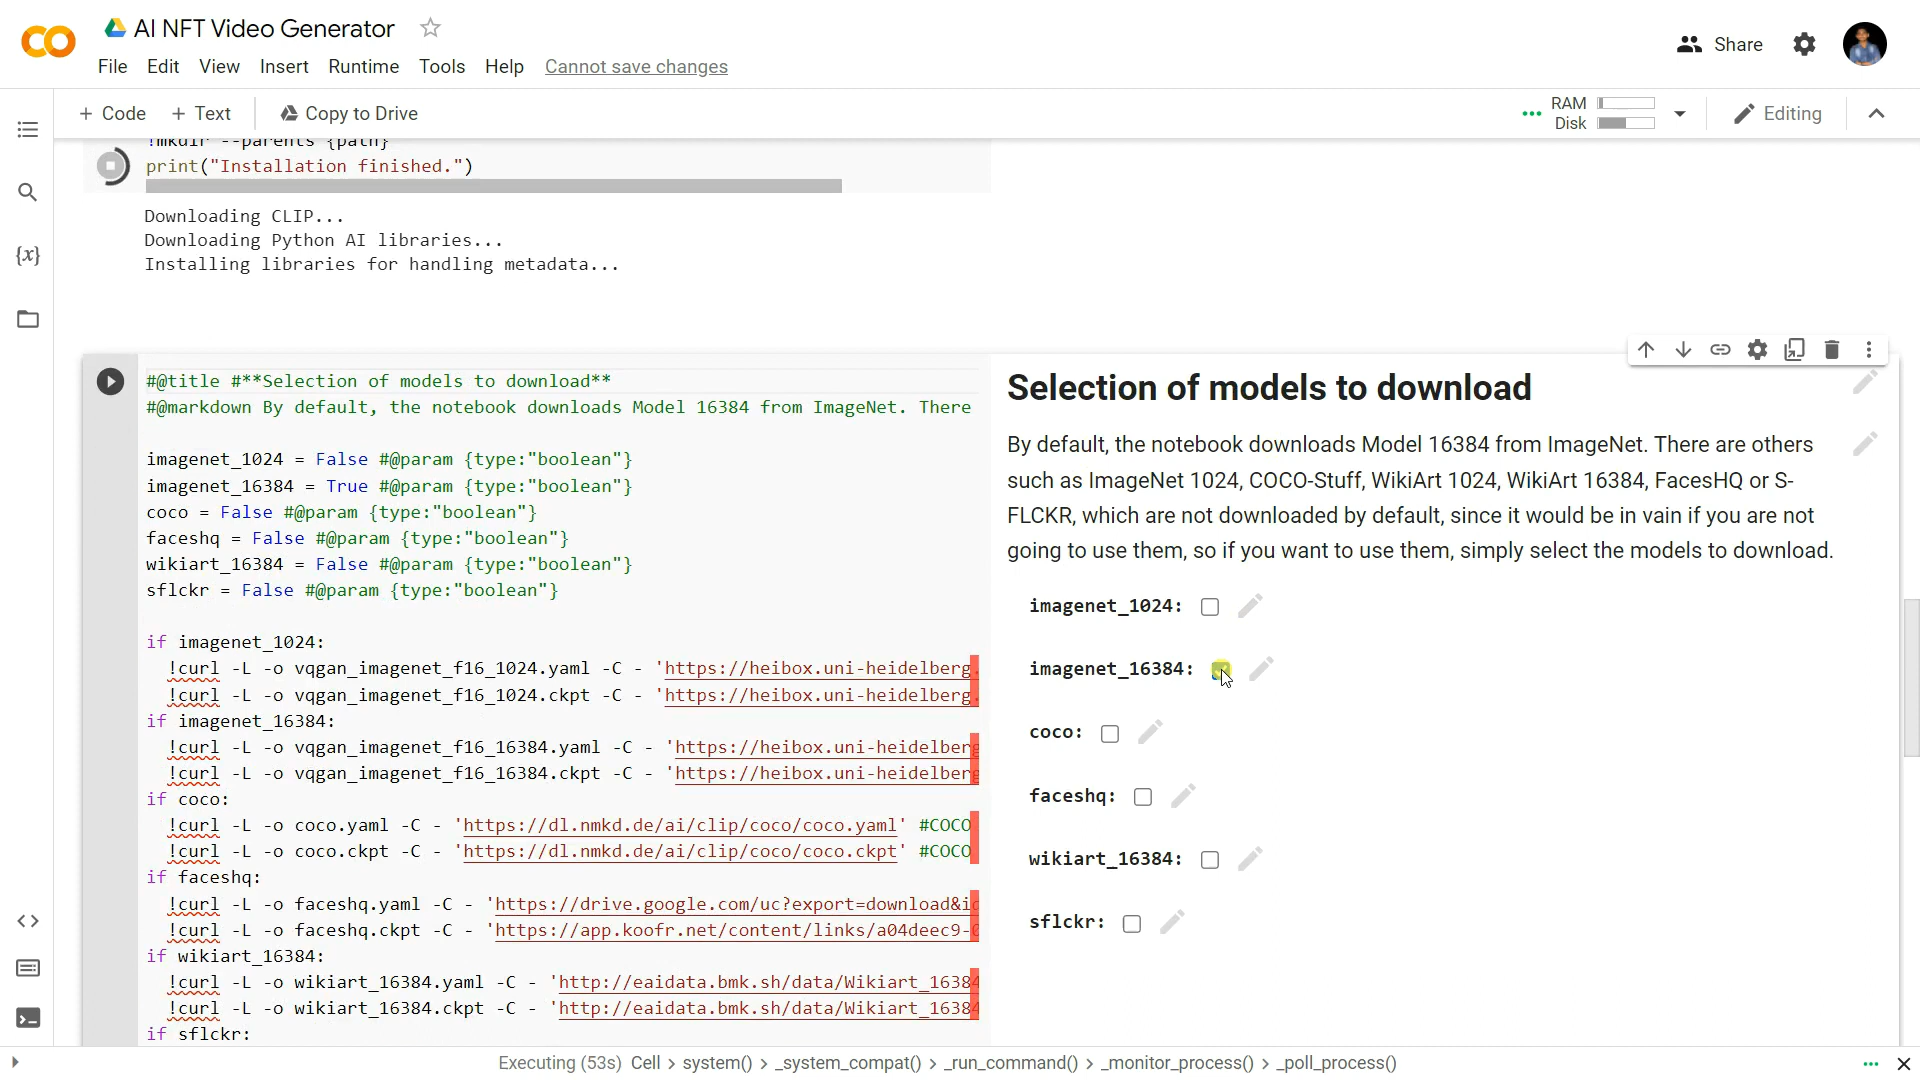 AI NFT Video Generator
Share
File Edit View Insert Runtime Tools Help Cannot save changes
+ Code + Text Copy to Drive
RAM
Disk
Editing
!mkdir --parents {path}
print("Installation finished.")
Downloading CLIP...
Downloading Python AI libraries...
Installing libraries for handling metadata...
{x}
#@title #**Selection of models to download**
#@markdown By default, the notebook downloads Model 16384 from ImageNet. There
imagenet_1024 = False #@param {type:"boolean"}
imagenet_16384 = True #@param {type:"boolean"}
coco = False #@param {type:"boolean"}
faceshq = False #@param {type:"boolean"}
wikiart_16384 = False #@param {type:"boolean"}
sflckr = False #@param {type:"boolean"}
if imagenet_1024:
!curl -L -o vqgan_imagenet_f16_1024.yaml -C - 'https://heibox.uni-heidelberg.
!curl -L -o vqgan_imagenet_f16_1024.ckpt -C - 'https://heibox.uni-heidelberg.
if imagenet_16384:
!curl -L -o vqgan_imagenet_f16_16384.yaml -C - 'https://heibox.uni-heidelberg
!curl -L -o vqgan_imagenet_f16_16384.ckpt -C - 'https://heibox.uni-heidelberg
if coco:
!curl -L -o coco.yaml -C - 'https://dl.nmkd.de/ai/clip/coco/coco.yaml' #COCO
!curl -L -o coco.ckpt -C - 'https://dl.nmkd.de/ai/clip/coco/coco.ckpt' #COCO
if faceshq:
!curl -L -o faceshq.yaml -C - 'https://drive.google.com/uc?export=download&id
!curl -L -o faceshq.ckpt -C - 'https://app.koofr.net/content/links/a04deec9-0
if wikiart_16384:
!curl -L -o wikiart_16384.yaml -C - 'http://eaidata.bmk.sh/data/Wikiart_16384
!curl -L -o wikiart_16384.ckpt -C - 'http://eaidata.bmk.sh/data/Wikiart_16384
if sflckr:
Selection of models to download
By default, the notebook downloads Model 16384 from ImageNet. There are others
such as ImageNet 1024, COCO-Stuff, WikiArt 1024, WikiArt 16384, FacesHQ or S-
FLCKR, which are not downloaded by default, since it would be in vain if you are not
going to use them, so if you want to use them, simply select the models to download.
imagenet_1024:
imagenet_16384:
coco:
faceshq:
wikiart_16384:
sflckr:
Executing (53s) Cell > system() > _system_compat() > _run_command() > _monitor_process() > _poll_process()